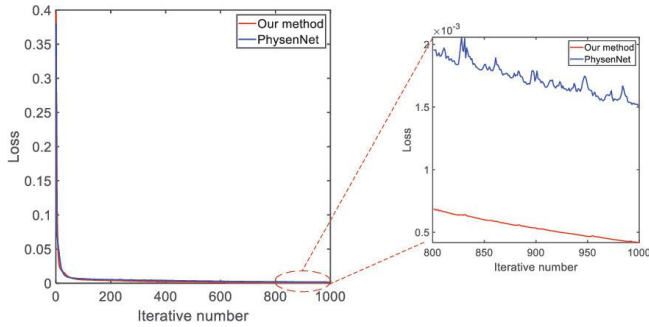 0.4
0.35
0.3
0.25
0.2
0.15
0.1
0.05
0
Loss
0 200 400 600 800 1000
Iterative number
Our method
PhysenNet
×10⁻³
2
1.5
1
0.5
Loss
800 850 900 950 1000
Iterative number
Our method
PhysenNet